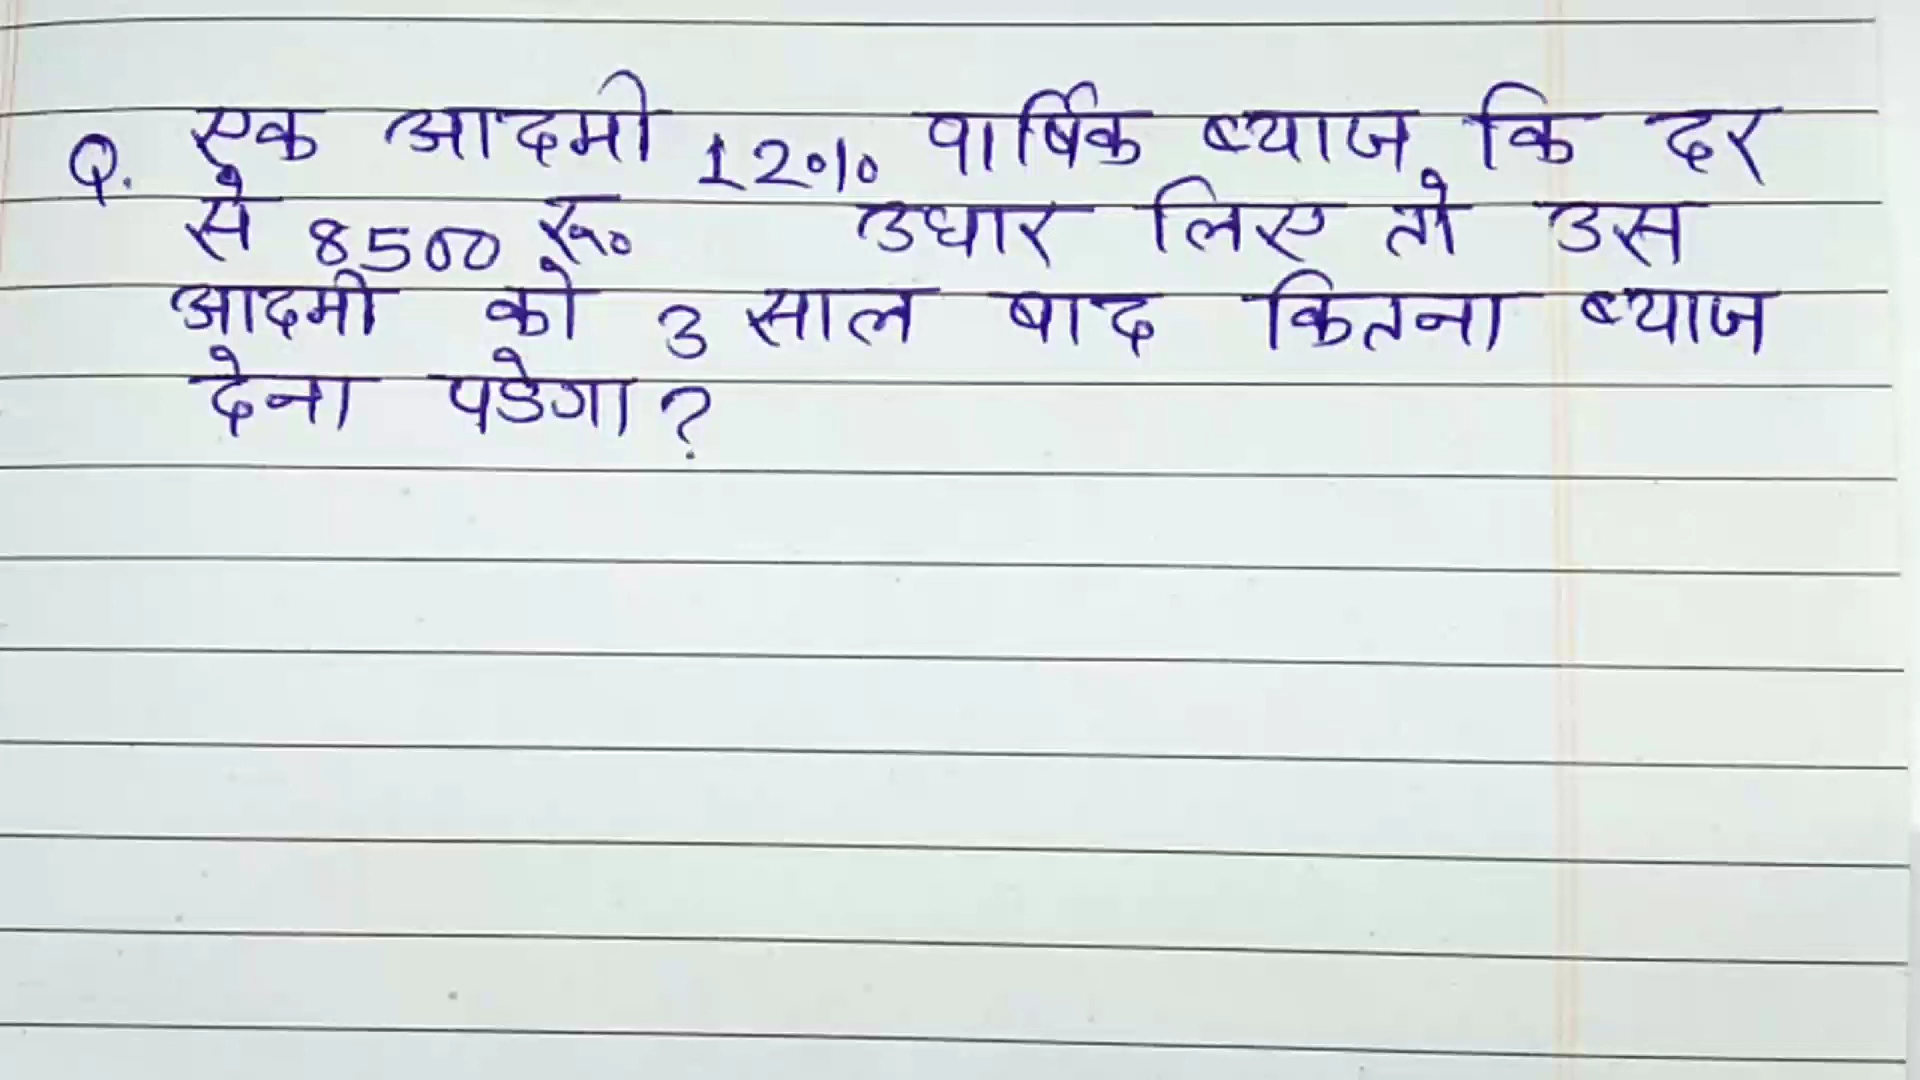 Q. एक आदमी 12% वार्षिक ब्याज कि दर
से 8500 रू० उधार लिए तो उस
आदमी को 3 साल बाद कितना ब्याज
देना पडेगा?